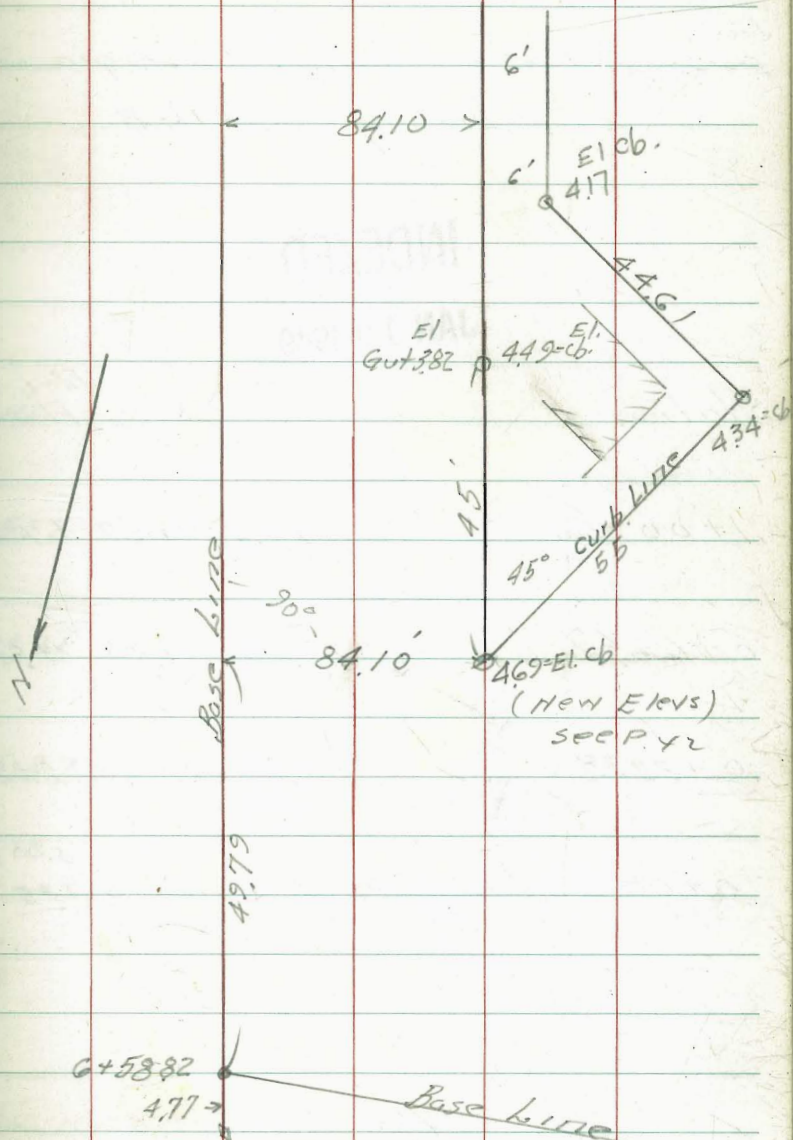 6'
84.10
6'
El cb.
4.17
44.61
El
Gut 3.82
4.49=cb.
El.
4.34=cb
45'
Curb Line
55
45°
Base Line
90°
84.10'
4.69=El. cb
(New Elevs)
see P. 42
N
49.79
6+58.82
4.77
Base Line